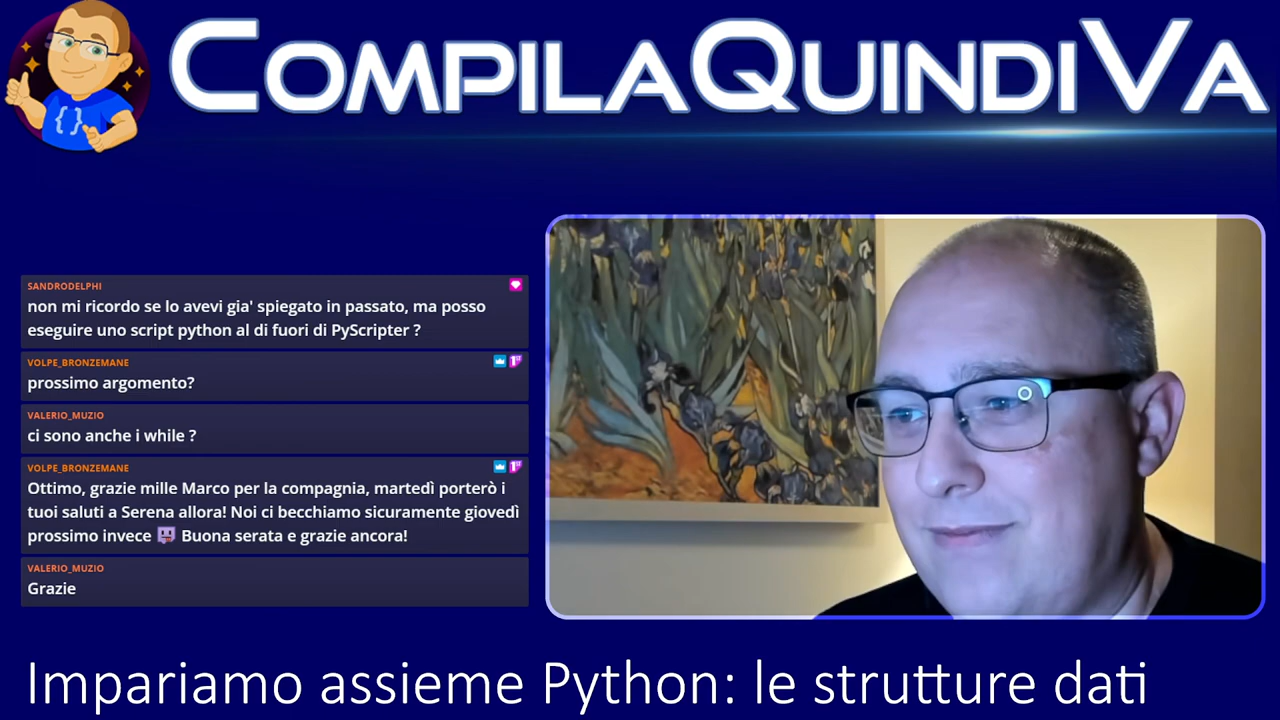 COMPILAQUINDIVA
{}
SANDRODELPHI
non mi ricordo se lo avevi gia' spiegato in passato, ma posso
eseguire uno script python al di fuori di PyScripter ?
VOLPE_BRONZEMANE
prossimo argomento?
VALERIO_MUZIO
ci sono anche i while ?
VOLPE_BRONZEMANE
Ottimo, grazie mille Marco per la compagnia, martedì porterò i
tuoi saluti a Serena allora! Noi ci becchiamo sicuramente giovedì
prossimo invece Buona serata e grazie ancora!
VALERIO_MUZIO
Grazie
Impariamo assieme Python: le strutture dati